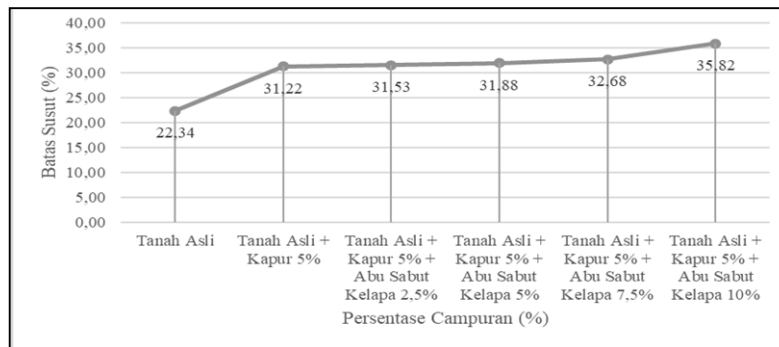 40,00
35,00
30,00
25,00
20,00
15,00
10,00
5,00
0,00
Batas Susut (%)
22,34
31,22
31,53
31,88
32,68
35,82
Tanah Asli
Tanah Asli +
Kapur 5%
Tanah Asli +
Kapur 5% +
Abu Sabut
Kelapa 2,5%
Tanah Asli +
Kapur 5% +
Abu Sabut
Kelapa 5%
Tanah Asli +
Kapur 5% +
Abu Sabut
Kelapa 7,5%
Tanah Asli +
Kapur 5% +
Abu Sabut
Kelapa 10%
Persentase Campuran (%)